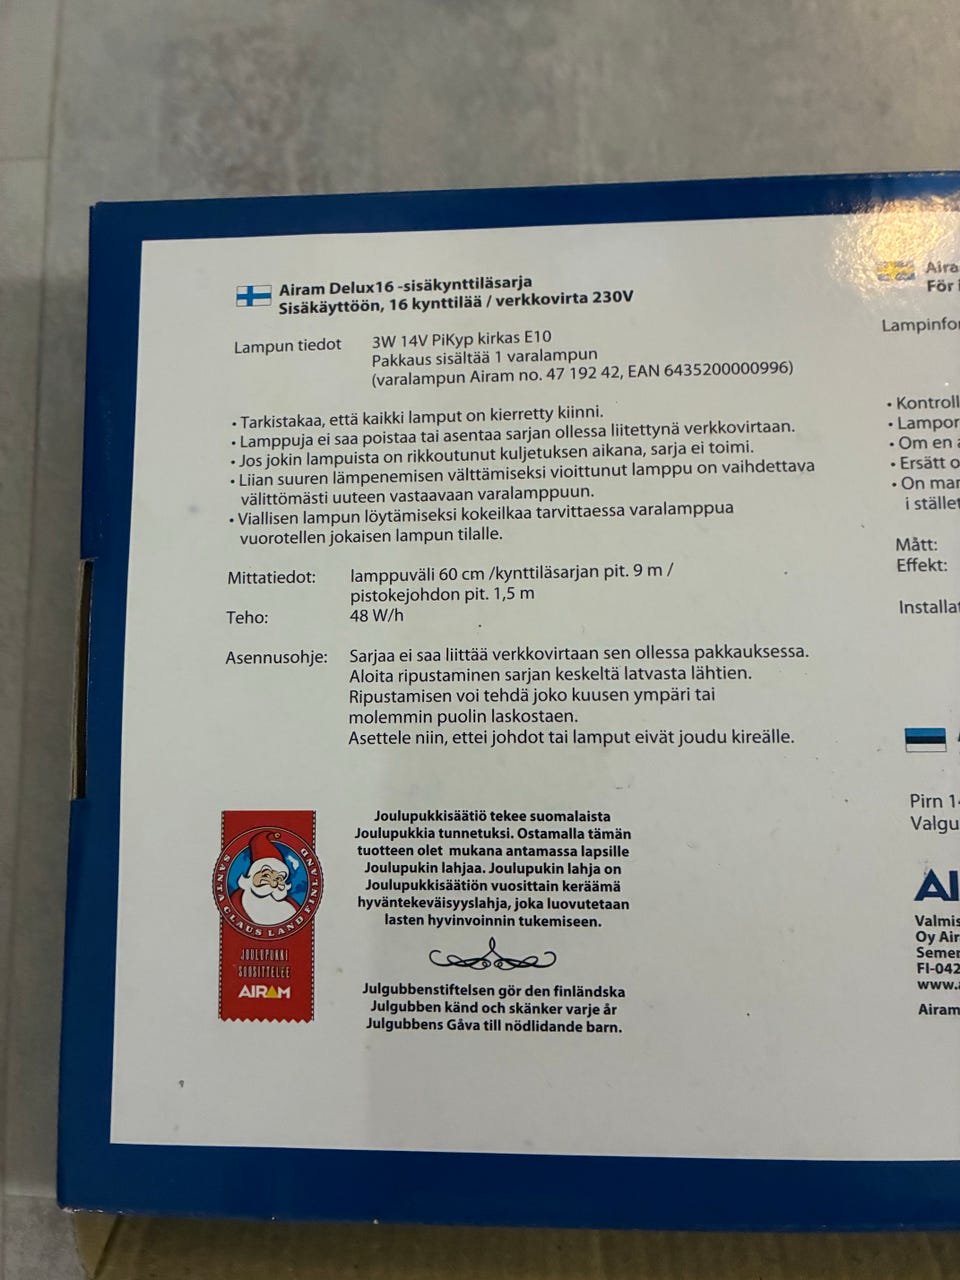 Airam Delux16 -sisäkynttiläsarja
Sisäkäyttöön, 16 kynttilää / verkkovirta 230V
Lampun tiedot 3W 14V PiKyp kirkas E10
Pakkaus sisältää 1 varalampun
(varalampun Airam no. 47 192 42, EAN 6435200000996)
• Tarkistakaa, että kaikki lamput on kierretty kiinni.
• Lamppuja ei saa poistaa tai asentaa sarjan ollessa liitettynä verkkovirtaan.
• Jos jokin lampuista on rikkoutunut kuljetuksen aikana, sarja ei toimi.
• Liian suuren lämpenemisen välttämiseksi vioittunut lamppu on vaihdettava
välittömästi uuteen vastaavaan varalamppuun.
• Viallisen lampun löytämiseksi kokeilkaa tarvittaessa varalamppua
vuorotellen jokaisen lampun tilalle.
Mittatiedot: lamppuväli 60 cm /kynttiläsarjan pit. 9 m /
pistokejohdon pit. 1,5 m
Teho: 48 W/h
Asennusohje: Sarjaa ei saa liittää verkkovirtaan sen ollessa pakkauksessa.
Aloita ripustaminen sarjan keskeltä latvasta lähtien.
Ripustamisen voi tehdä joko kuusen ympäri tai
molemmin puolin laskostaen.
Asettele niin, ettei johdot tai lamput eivät joudu kireälle.
SANTA CLAUS LAND FINLAND
JOULUPUKKI
SUOSITTELEE
AIRAM
Joulupukkisäätiö tekee suomalaista
Joulupukkia tunnetuksi. Ostamalla tämän
tuotteen olet mukana antamassa lapsille
Joulupukin lahjaa. Joulupukin lahja on
Joulupukkisäätiön vuosittain keräämä
hyväntekeväisyyslahja, joka luovutetaan
lasten hyvinvoinnin tukemiseen.
Julgubbenstiftelsen gör den finländska
Julgubben känd och skänker varje år
Julgubbens Gåva till nödlidande barn.
Aira
För i
Lampinfor
• Kontroll
• Lampor
• Om en a
• Ersätt o
• On mar
i stället
Mått:
Effekt:
Installat
Pirn 1
Valgu
AI
Valmis
Oy Air
Semer
FI-042
www.a
Airam